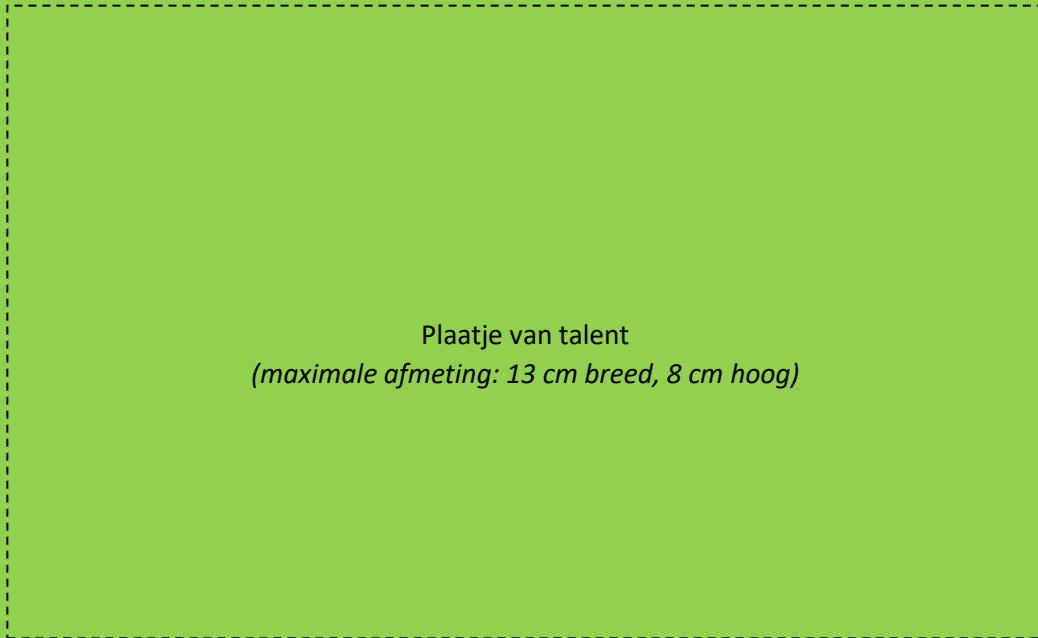 Plaatje van talent
(maximale afmeting: 13 cm breed, 8 cm hoog)